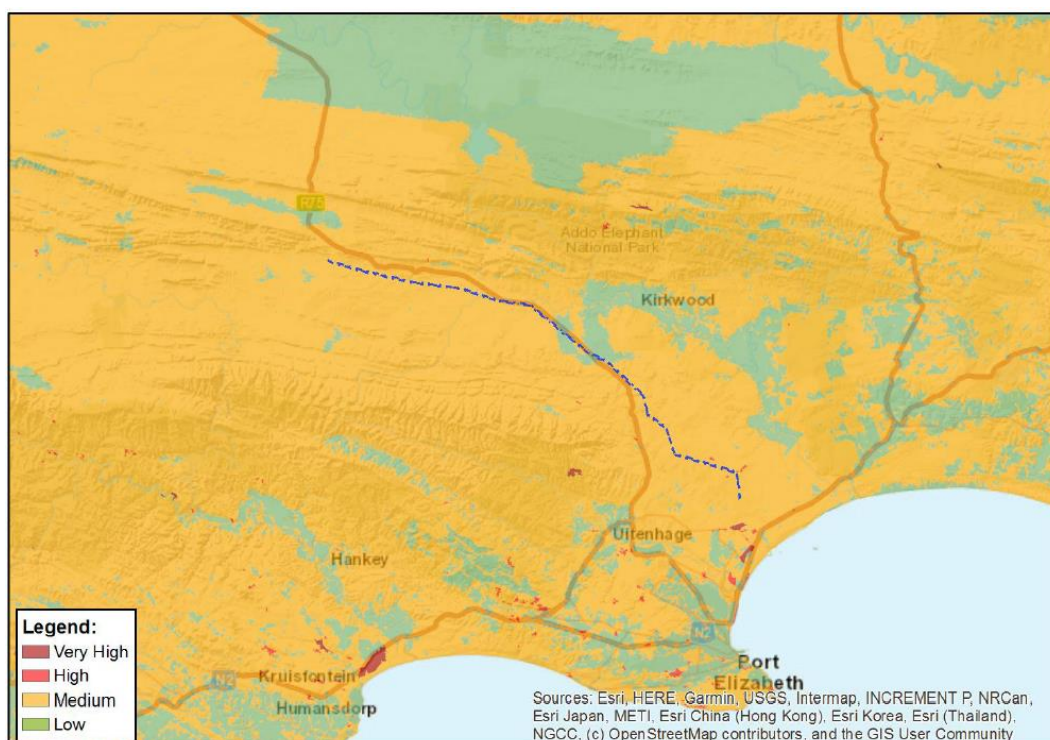 R75
Addo Elephant
National Park
Kirkwood
Uitenhage
Hankey
Legend:
Very High
High
Medium
Low
N2
Kruisfontein
Humansdorp
N2
Port
Elizabeth
Sources: Esri, HERE, Garmin, USGS, Intermap, INCREMENT P, NRCan,
Esri Japan, METI, Esri China (Hong Kong), Esri Korea, Esri (Thailand),
NGCC, (c) OpenStreetMap contributors, and the GIS User Community